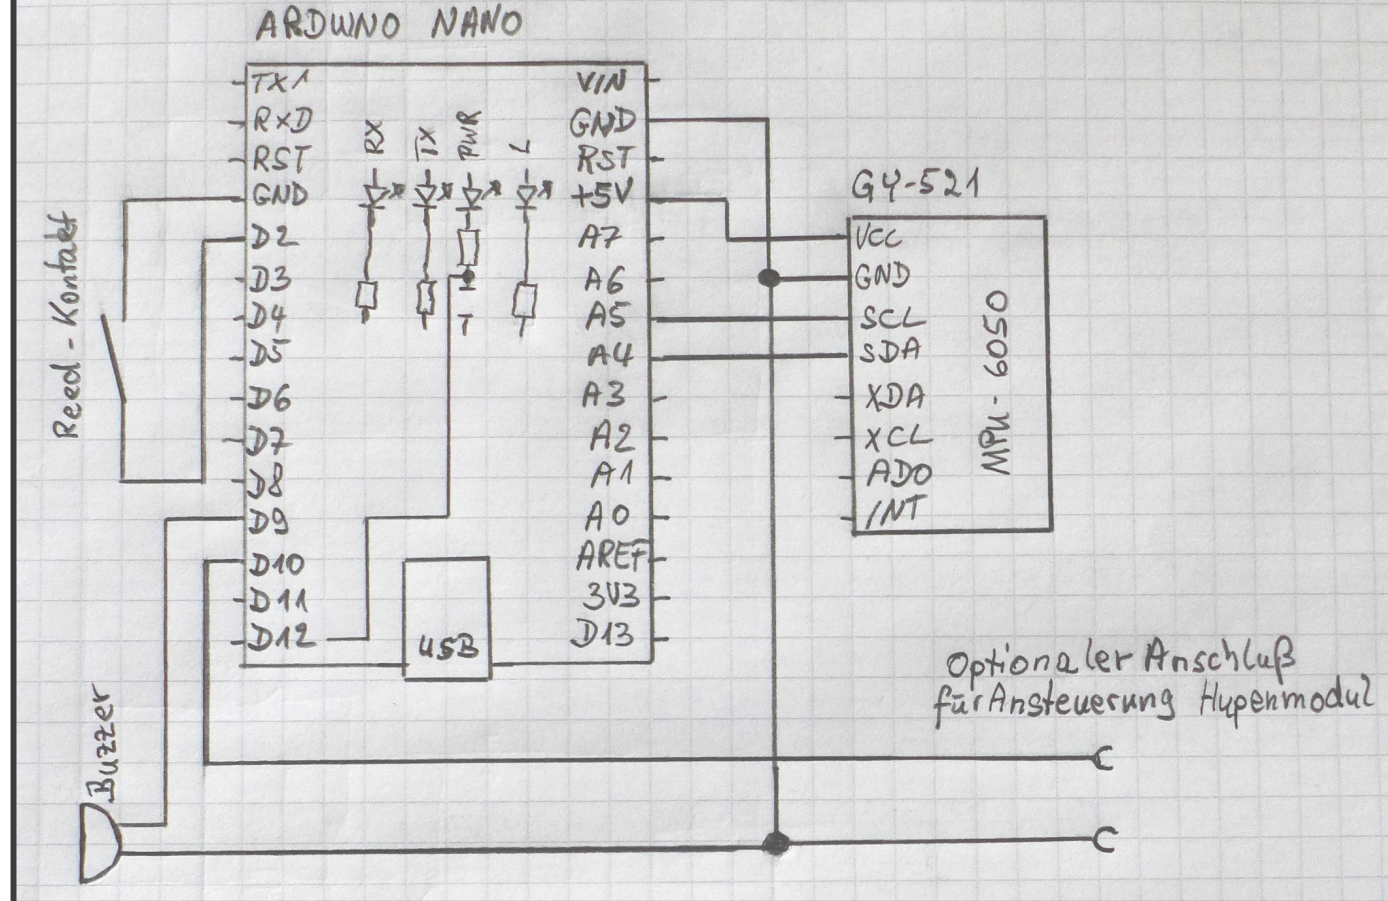 ARDUINO NANO
TX1
RXD
RST
GND
D2
D3
D4
D5
D6
D7
D8
D9
D10
D11
D12
RX
TX
PWR
L
USB
VIN
GND
RST
+5V
A7
A6
A5
A4
A3
A2
A1
A0
AREF
3V3
D13
GY-521
VCC
GND
SCL
SDA
XDA
XCL
ADO
INT
MPU-6050
Reed-Kontakt
Buzzer
Optionaler Anschluß
für Ansteuerung Hupenmodul